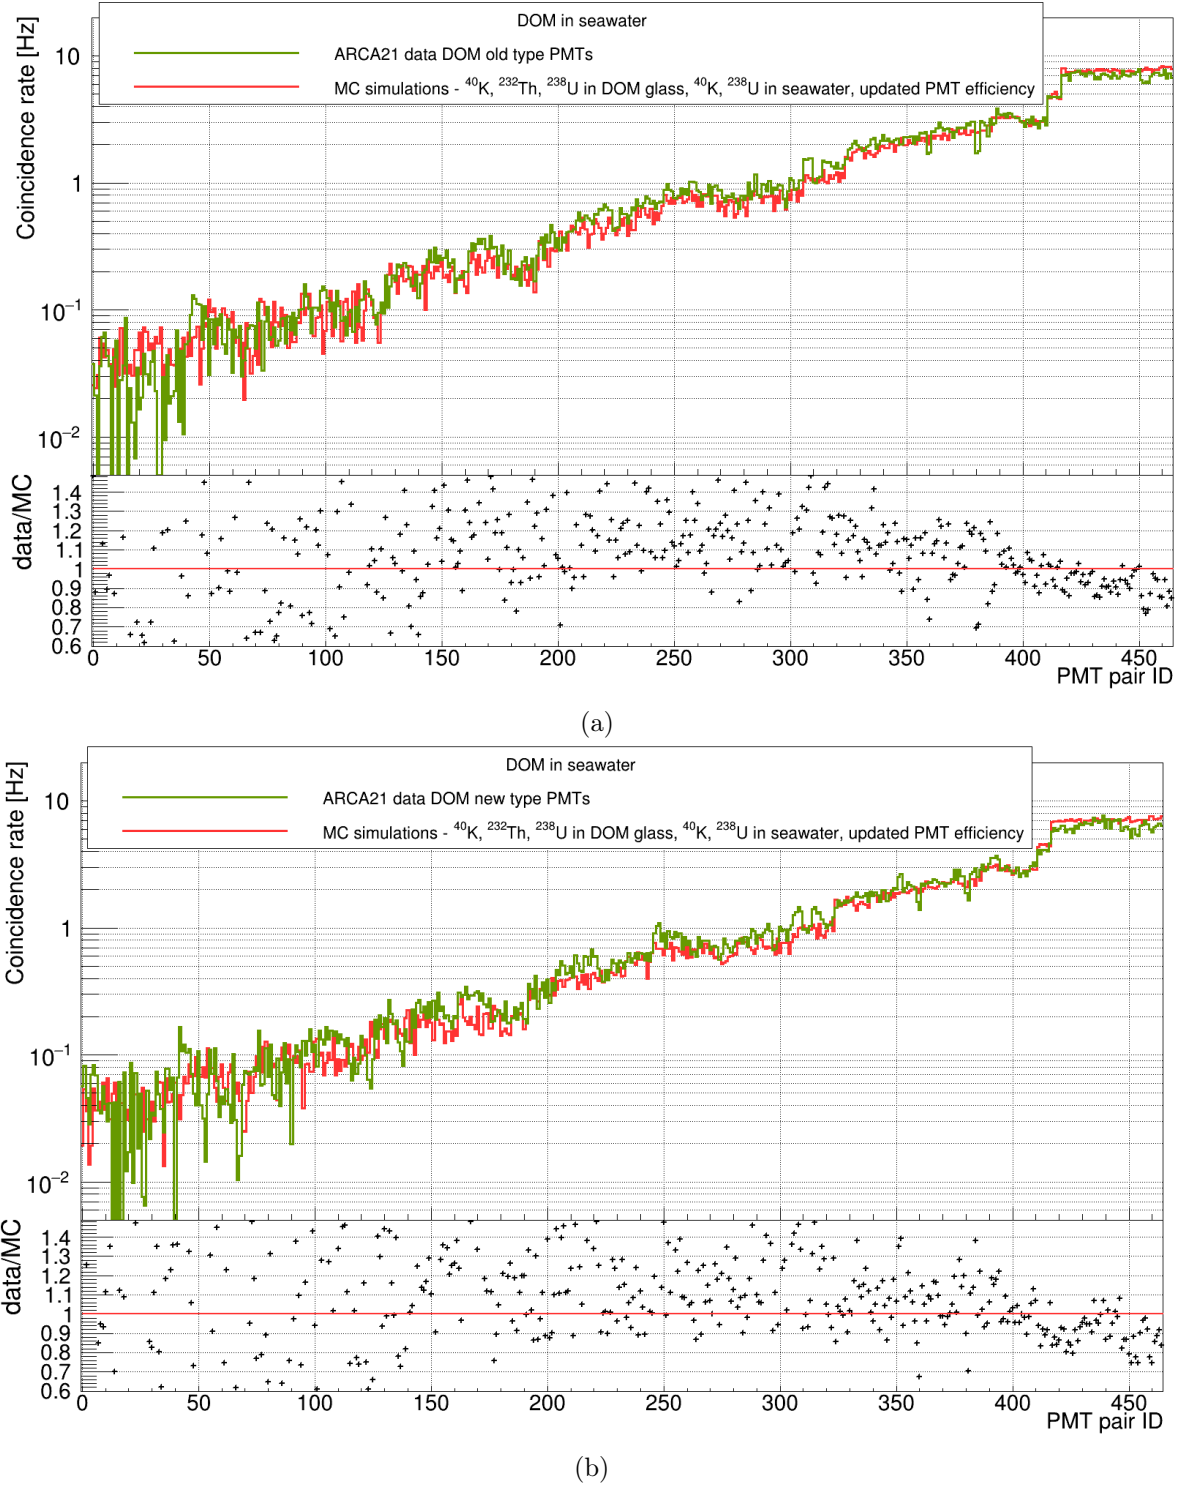 DOM in seawater
ARCA21 data DOM old type PMTs
MC simulations - ⁴⁰K, ²³²Th, ²³⁸U in DOM glass, ⁴⁰K, ²³⁸U in seawater, updated PMT efficiency
Coincidence rate [Hz]
10
1
10⁻¹
10⁻²
data/MC
1.4
1.3
1.2
1.1
1
0.9
0.8
0.7
0.6
0 50 100 150 200 250 300 350 400 450
PMT pair ID
(a)
DOM in seawater
ARCA21 data DOM new type PMTs
MC simulations - ⁴⁰K, ²³²Th, ²³⁸U in DOM glass, ⁴⁰K, ²³⁸U in seawater, updated PMT efficiency
Coincidence rate [Hz]
10
1
10⁻¹
10⁻²
data/MC
1.4
1.3
1.2
1.1
1
0.9
0.8
0.7
0.6
0 50 100 150 200 250 300 350 400 450
PMT pair ID
(b)